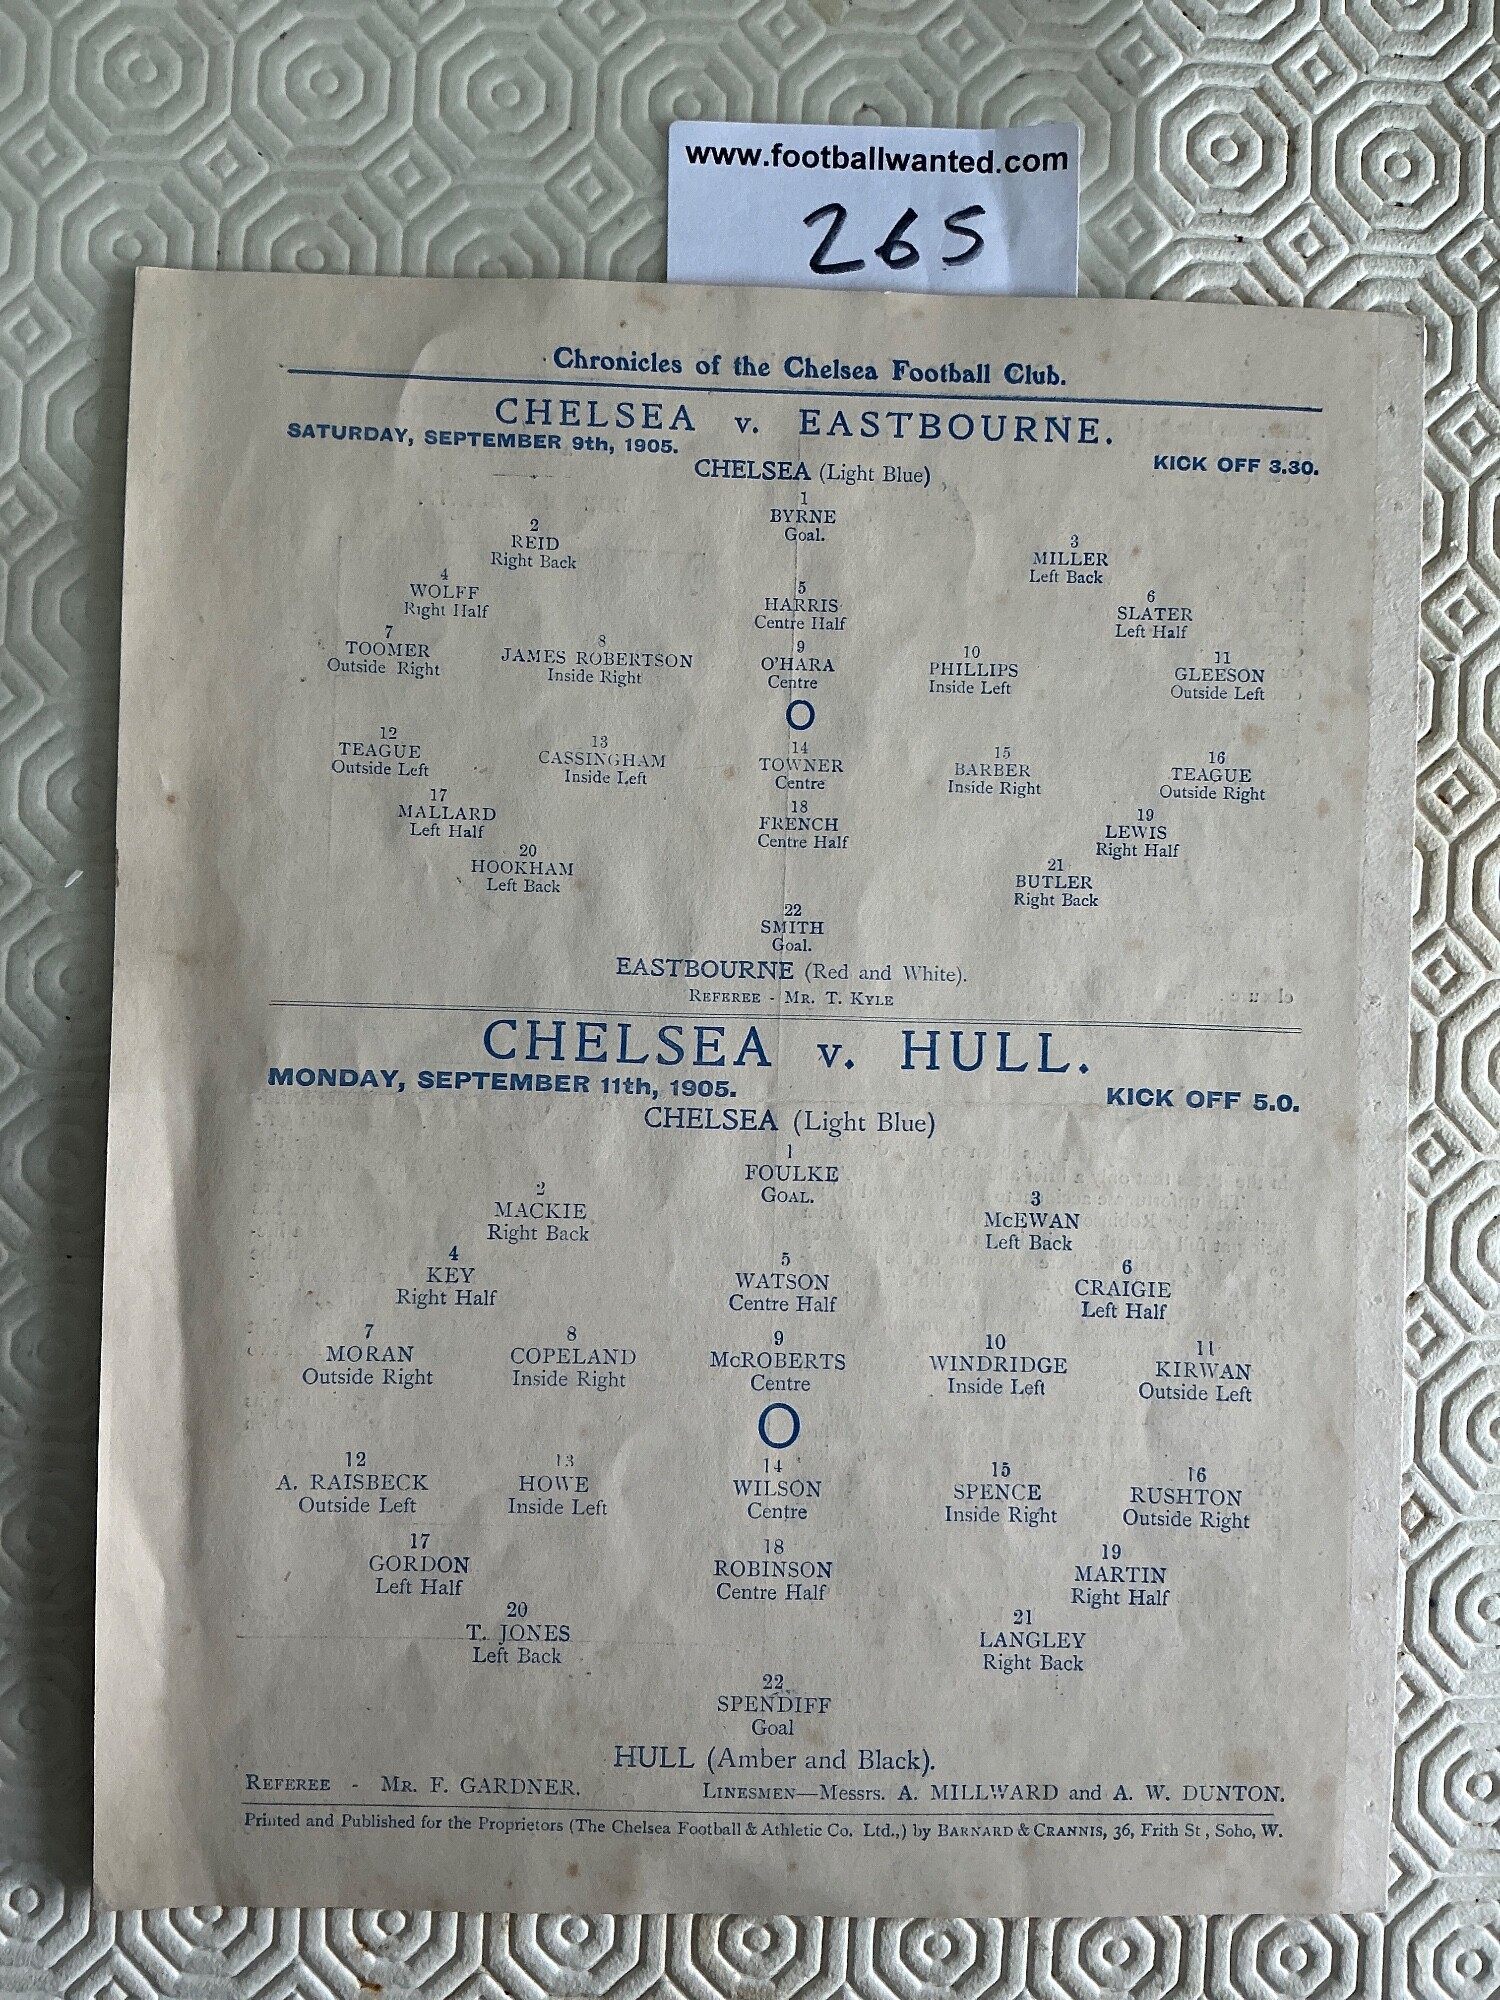 www.footballwanted.com
265
Chronicles of the Chelsea Football Club.
CHELSEA v. EASTBOURNE.
SATURDAY, SEPTEMBER 9th, 1905. KICK OFF 3.30.
CHELSEA (Light Blue)
1
BYRNE
Goal.
2 3
REID MILLER
Right Back Left Back
4 5 6
WOLFF HARRIS SLATER
Right Half Centre Half Left Half
7 8 9 10 11
TOOMER JAMES ROBERTSON O'HARA PHILLIPS GLEESON
Outside Right Inside Right Centre Inside Left Outside Left
O
12 13 14 15 16
TEAGUE CASSINGHAM TOWNER BARBER TEAGUE
Outside Left Inside Left Centre Inside Right Outside Right
17 18 19
MALLARD FRENCH LEWIS
Left Half Centre Half Right Half
20 21
HOOKHAM BUTLER
Left Back Right Back
22
SMITH
Goal.
EASTBOURNE (Red and White).
REFEREE - MR. T. KYLE
CHELSEA v. HULL.
MONDAY, SEPTEMBER 11th, 1905. KICK OFF 5.0.
CHELSEA (Light Blue)
1
FOULKE
GOAL.
2 3
MACKIE McEWAN
Right Back Left Back
4 5 6
KEY WATSON CRAIGIE
Right Half Centre Half Left Half
7 8 9 10 11
MORAN COPELAND McROBERTS WINDRIDGE KIRWAN
Outside Right Inside Right Centre Inside Left Outside Left
O
12 13 14 15 16
A. RAISBECK HOWE WILSON SPENCE RUSHTON
Outside Left Inside Left Centre Inside Right Outside Right
17 18 19
GORDON ROBINSON MARTIN
Left Half Centre Half Right Half
20 21
T. JONES LANGLEY
Left Back Right Back
22
SPENDIFF
Goal
HULL (Amber and Black).
REFEREE - MR. F. GARDNER. LINESMEN—Messrs. A. MILLWARD and A. W. DUNTON.
Printed and Published for the Proprietors (The Chelsea Football & Athletic Co. Ltd.,) by BARNARD & CRANNIS, 36, Frith St, Soho, W.